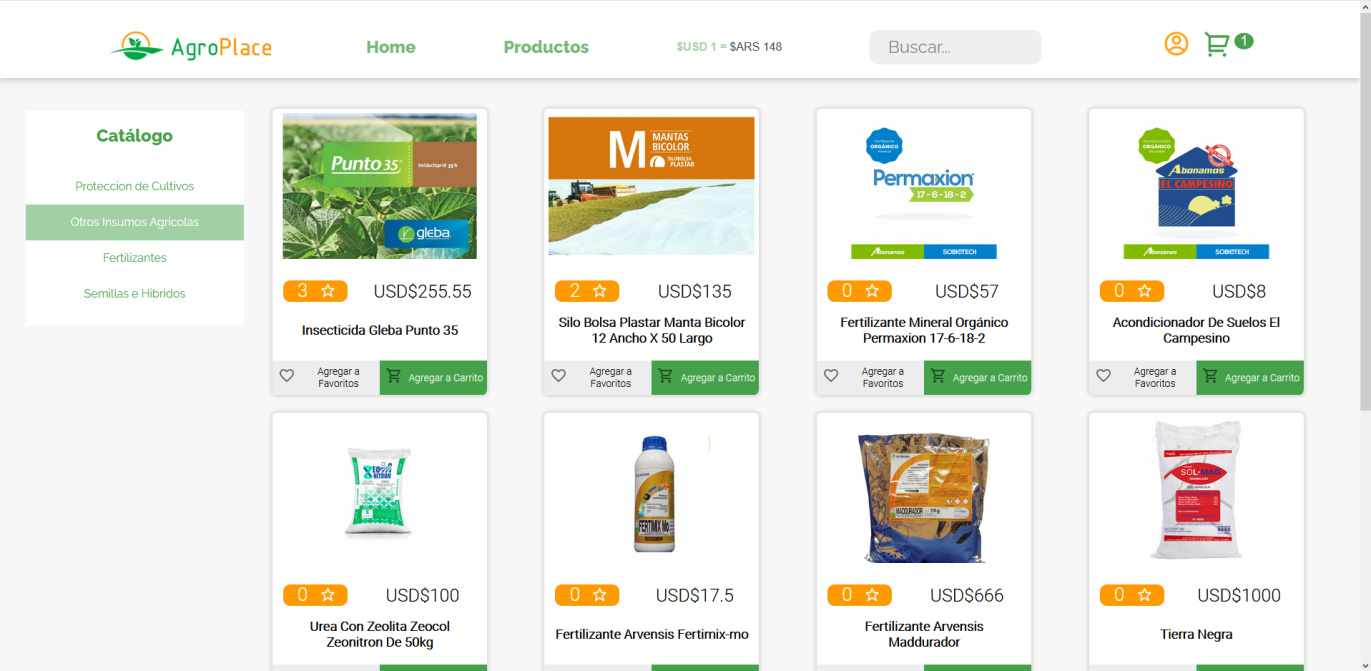 AgroPlace
Home
Productos
$USD 1 = $ARS 148
Buscar...
1
Catálogo
Proteccion de Cultivos
Otros Insumos Agricolas
Fertilizantes
Semillas e Hibridos
Punto 35
Imidacloprid 35%
gleba
3
USD$255.55
Insecticida Gleba Punto 35
Agregar a
Favoritos
Agregar a Carrito
M MANTAS
BICOLOR
SILOBOLSA
PLASTAR
2
USD$135
Silo Bolsa Plastar Manta Bicolor
12 Ancho X 50 Largo
Agregar a
Favoritos
Agregar a Carrito
ORGÁNICO
Permaxion
17-6-18-2
Abonamos
SOBIOTECH
0
USD$57
Fertilizante Mineral Orgánico
Permaxion 17-6-18-2
Agregar a
Favoritos
Agregar a Carrito
ORGÁNICO
Abonamos
EL CAMPESINO
Abonamos
SOBIOTECH
0
USD$8
Acondicionador De Suelos El
Campesino
Agregar a
Favoritos
Agregar a Carrito
ZEO
NITRON
0
USD$100
Urea Con Zeolita Zeocol
Zeonitron De 50kg
FERTIMIX Mo
0
USD$17.5
Fertilizante Arvensis Fertimix-mo
MADDURADOR
0
USD$666
Fertilizante Arvensis
Maddurador
SOL-MAG
0
USD$1000
Tierra Negra